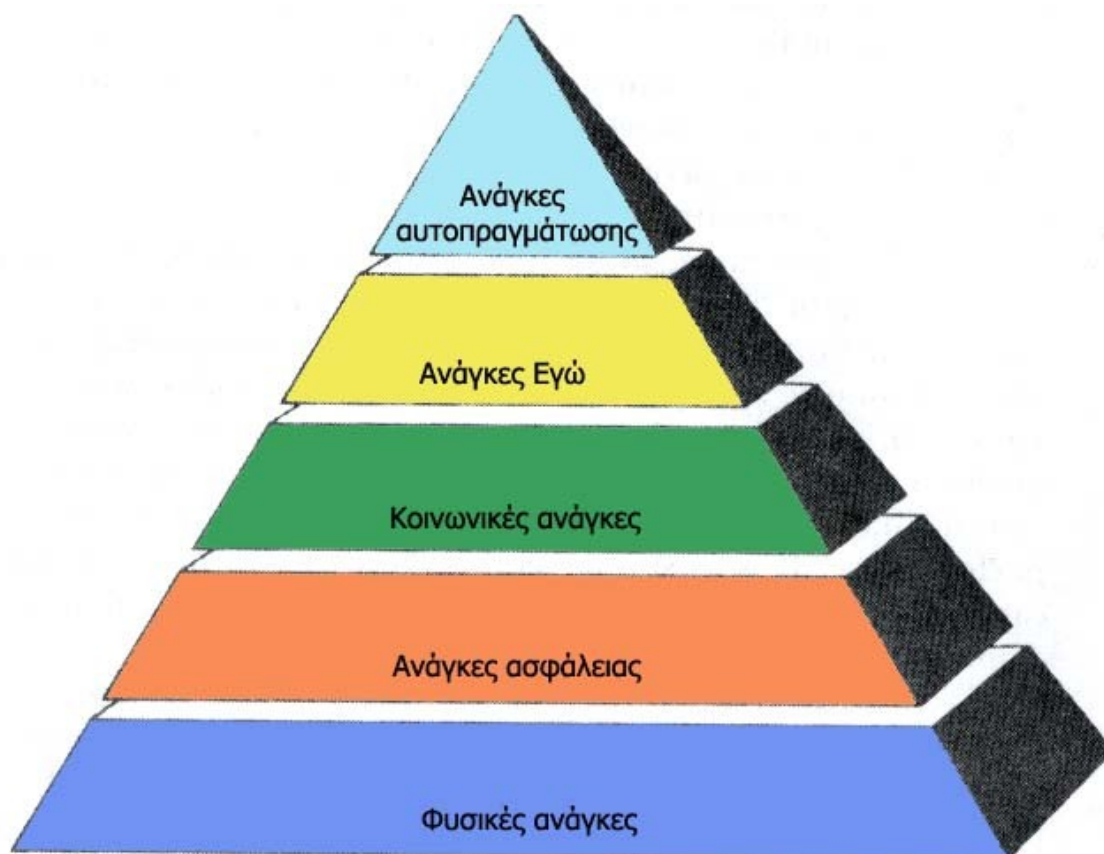 Ανάγκες
αυτοπραγμάτωσης
Ανάγκες Εγώ
Κοινωνικές ανάγκες
Ανάγκες ασφάλειας
Φυσικές ανάγκες